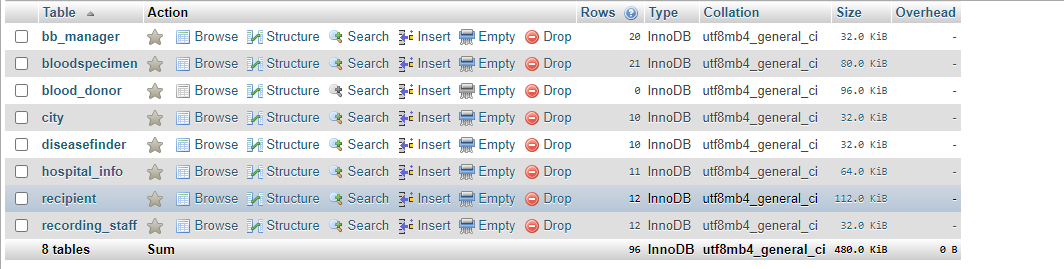 Table Action Rows Type Collation Size Overhead
bb_manager Browse Structure Search Insert Empty Drop 20 InnoDB utf8mb4_general_ci 32.0 KiB -
bloodspecimen Browse Structure Search Insert Empty Drop 21 InnoDB utf8mb4_general_ci 80.0 KiB -
blood_donor Browse Structure Search Insert Empty Drop 0 InnoDB utf8mb4_general_ci 96.0 KiB -
city Browse Structure Search Insert Empty Drop 10 InnoDB utf8mb4_general_ci 32.0 KiB -
diseasefinder Browse Structure Search Insert Empty Drop 10 InnoDB utf8mb4_general_ci 32.0 KiB -
hospital_info Browse Structure Search Insert Empty Drop 11 InnoDB utf8mb4_general_ci 64.0 KiB -
recipient Browse Structure Search Insert Empty Drop 12 InnoDB utf8mb4_general_ci 112.0 KiB -
recording_staff Browse Structure Search Insert Empty Drop 12 InnoDB utf8mb4_general_ci 32.0 KiB -
8 tables Sum 96 InnoDB utf8mb4_general_ci 480.0 KiB 0 B